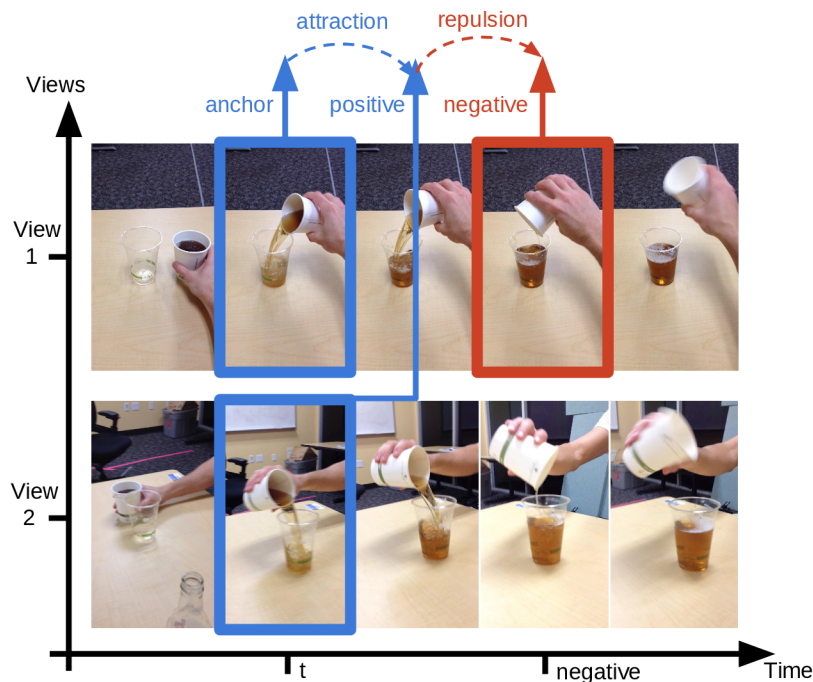 attraction
repulsion
Views
anchor
positive
negative
View
1
View
2
t
negative
Time